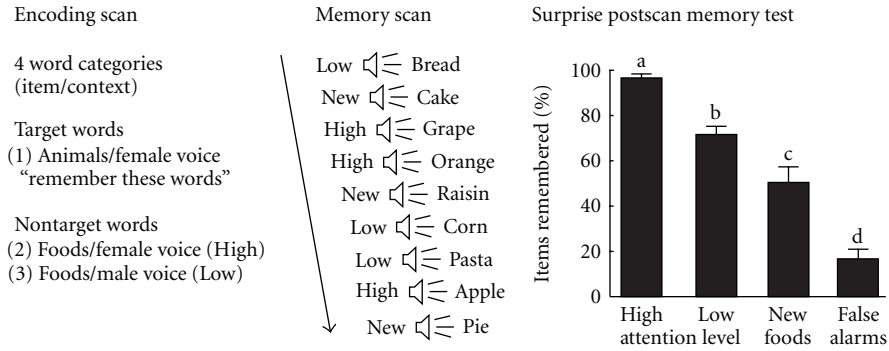 Encoding scan
4 word categories
(item/context)
Target words
(1) Animals/female voice
“remember these words”
Nontarget words
(2) Foods/female voice (High)
(3) Foods/male voice (Low)
Memory scan
Low Bread
New Cake
High Grape
High Orange
New Raisin
Low Corn
Low Pasta
High Apple
New Pie
Surprise postscan memory test
Items remembered (%)
100
80
60
40
20
0
a
b
c
d
High Low New False
attention level foods alarms